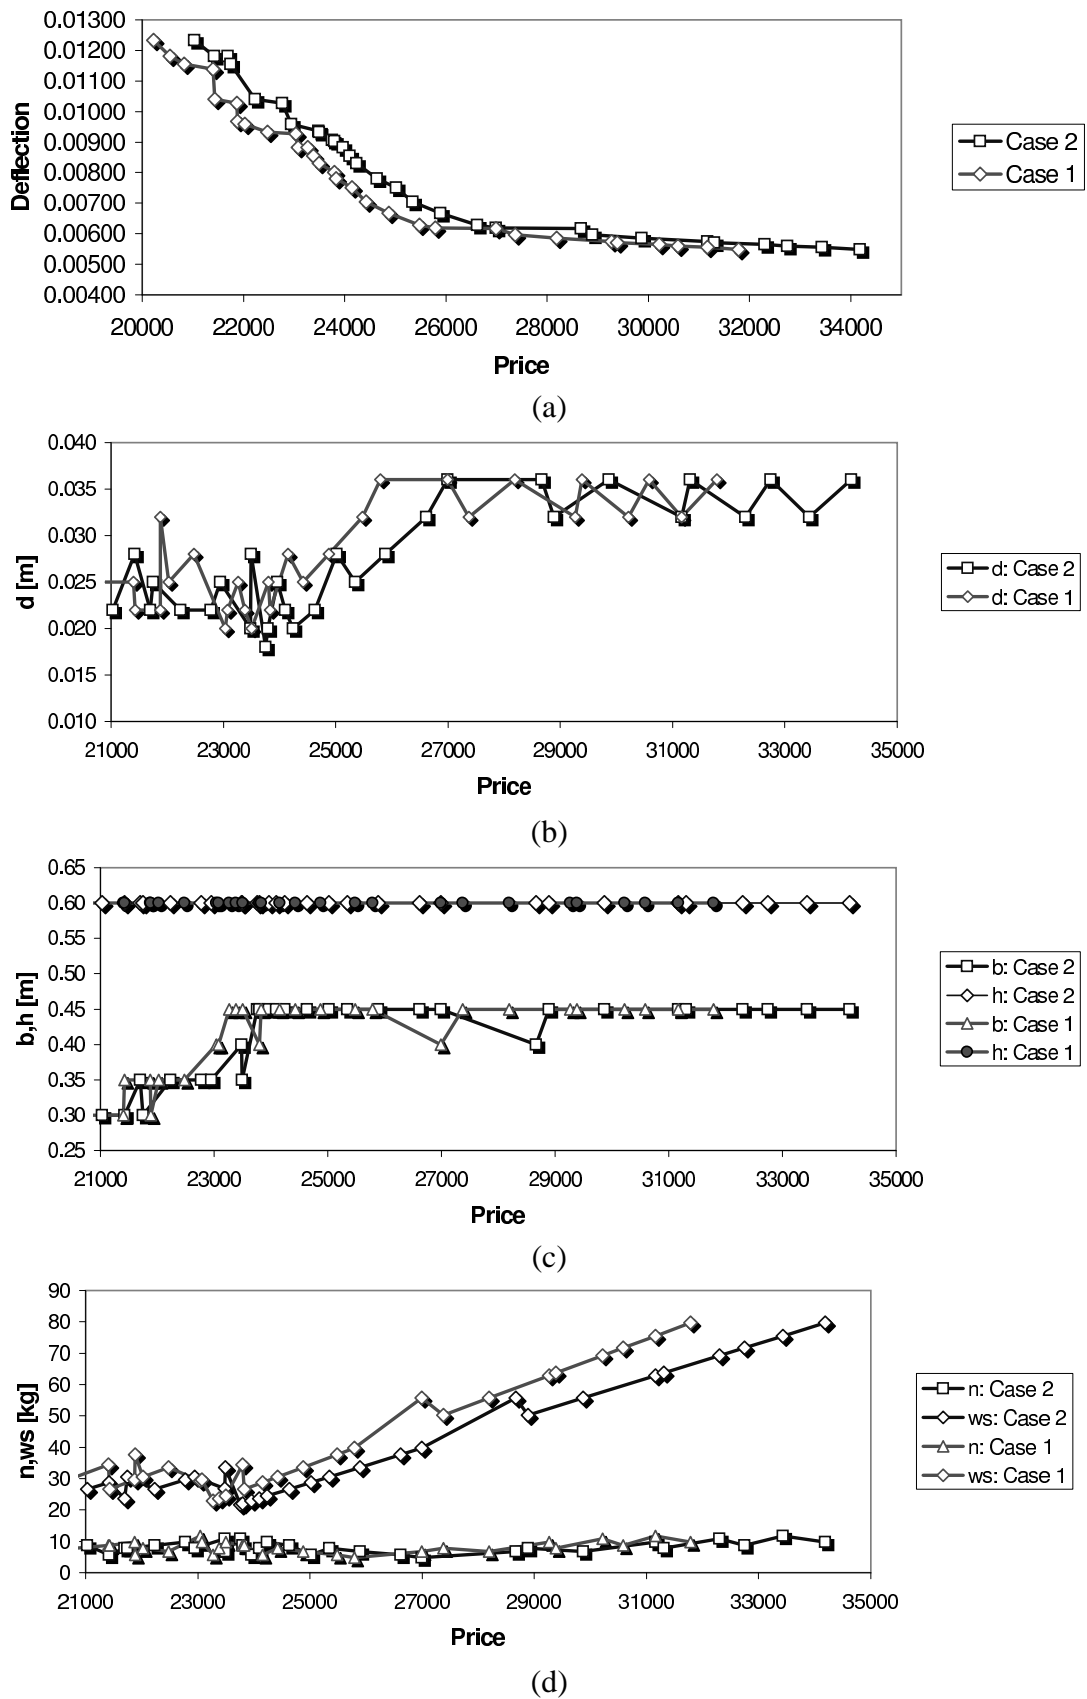 0.01300
0.01200
0.01100
0.01000
0.00900
0.00800
0.00700
0.00600
0.00500
0.00400
Deflection
20000 22000 24000 26000 28000 30000 32000 34000
Price
Case 2
Case 1
(a)
0.040
0.035
0.030
0.025
0.020
0.015
0.010
d [m]
21000 23000 25000 27000 29000 31000 33000 35000
Price
d: Case 2
d: Case 1
(b)
0.65
0.60
0.55
0.50
0.45
0.40
0.35
0.30
0.25
b,h [m]
21000 23000 25000 27000 29000 31000 33000 35000
Price
b: Case 2
h: Case 2
b: Case 1
h: Case 1
(c)
90
80
70
60
50
40
30
20
10
0
n,ws [kg]
21000 23000 25000 27000 29000 31000 33000 35000
Price
n: Case 2
ws: Case 2
n: Case 1
ws: Case 1
(d)